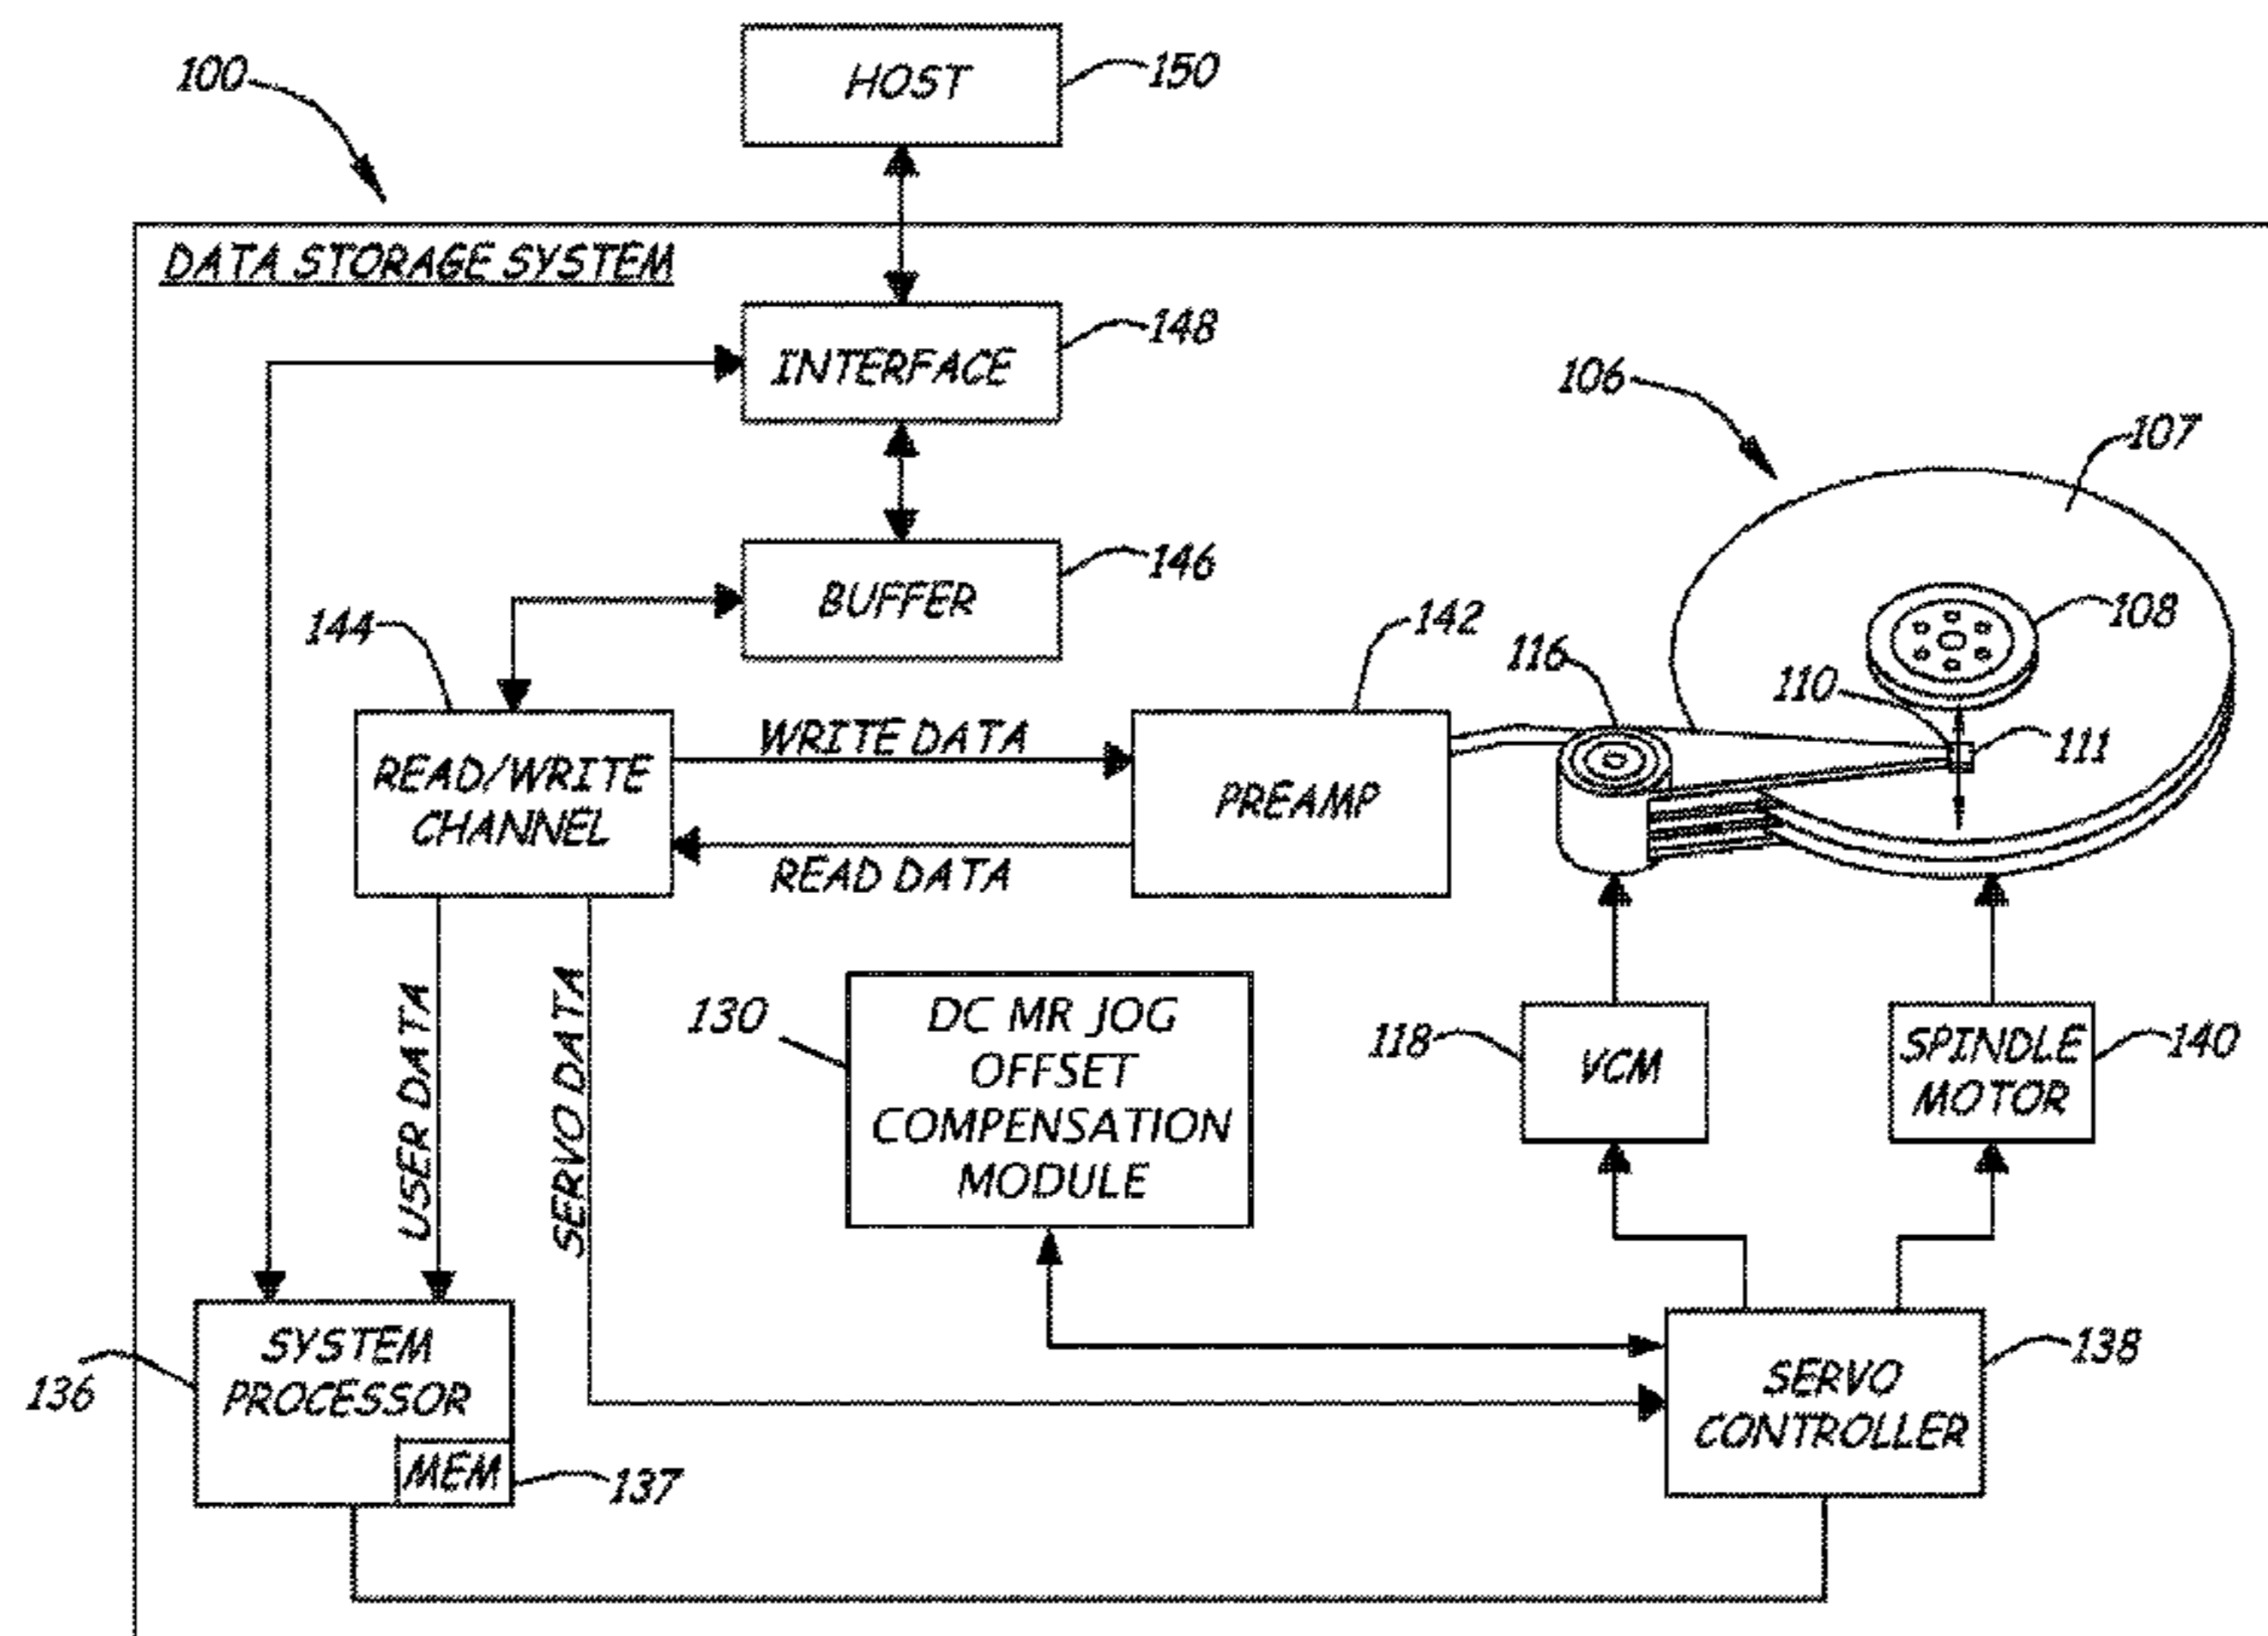 100
HOST
150
DATA STORAGE SYSTEM
INTERFACE
148
106
107
BUFFER
146
144
142
116
108
110
111
READ/WRITE
CHANNEL
WRITE DATA
READ DATA
PREAMP
USER DATA
SERVO DATA
130
DC MR JOG
OFFSET
COMPENSATION
MODULE
118
VCM
SPINDLE
MOTOR
140
136
SYSTEM
PROCESSOR
MEM
137
SERVO
CONTROLLER
138